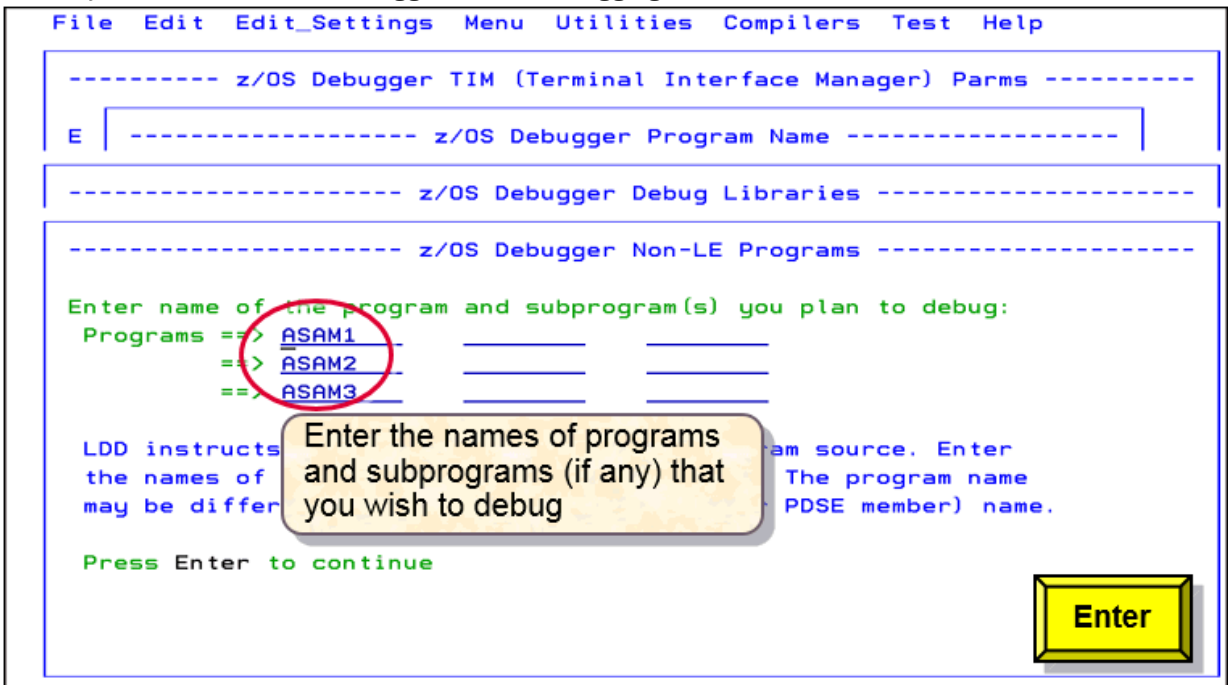 File Edit Edit_Settings Menu Utilities Compilers Test Help
---------- z/OS Debugger TIM (Terminal Interface Manager) Parms ----------
E ------------------- z/OS Debugger Program Name ------------------
---------------------- z/OS Debugger Debug Libraries ---------------------
---------------------- z/OS Debugger Non-LE Programs ---------------------
Enter name of the program and subprogram(s) you plan to debug:
Programs ==> ASAM1
==> ASAM2
==> ASAM3
Enter the names of programs
and subprograms (if any) that
you wish to debug
LDD instructs am source. Enter
the names of The program name
may be differ PDSE member) name.
Press Enter to continue
Enter